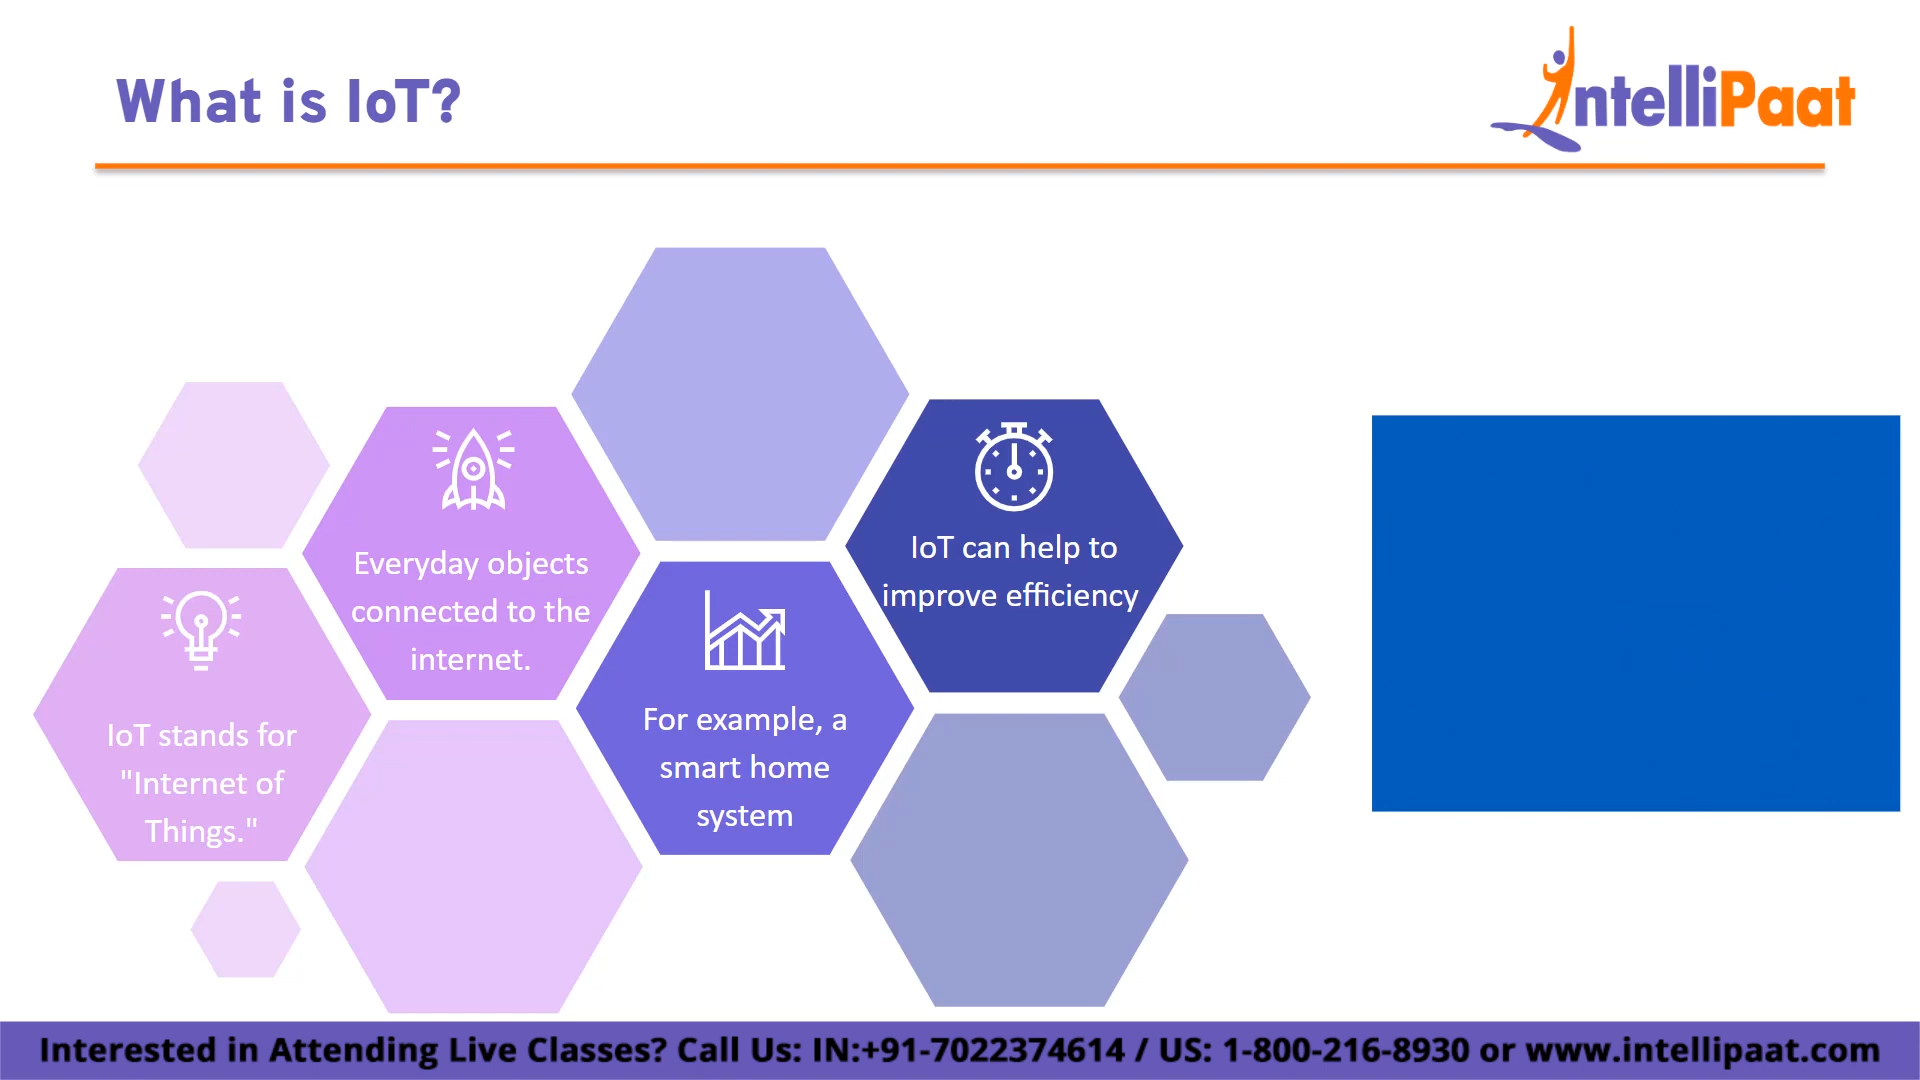 What is IoT?
IntelliPaat
IoT stands for
"Internet of
Things."
Everyday objects
connected to the
internet.
For example, a
smart home
system
IoT can help to
improve efficiency
Interested in Attending Live Classes? Call Us: IN:+91-7022374614 / US: 1-800-216-8930 or www.intellipaat.com